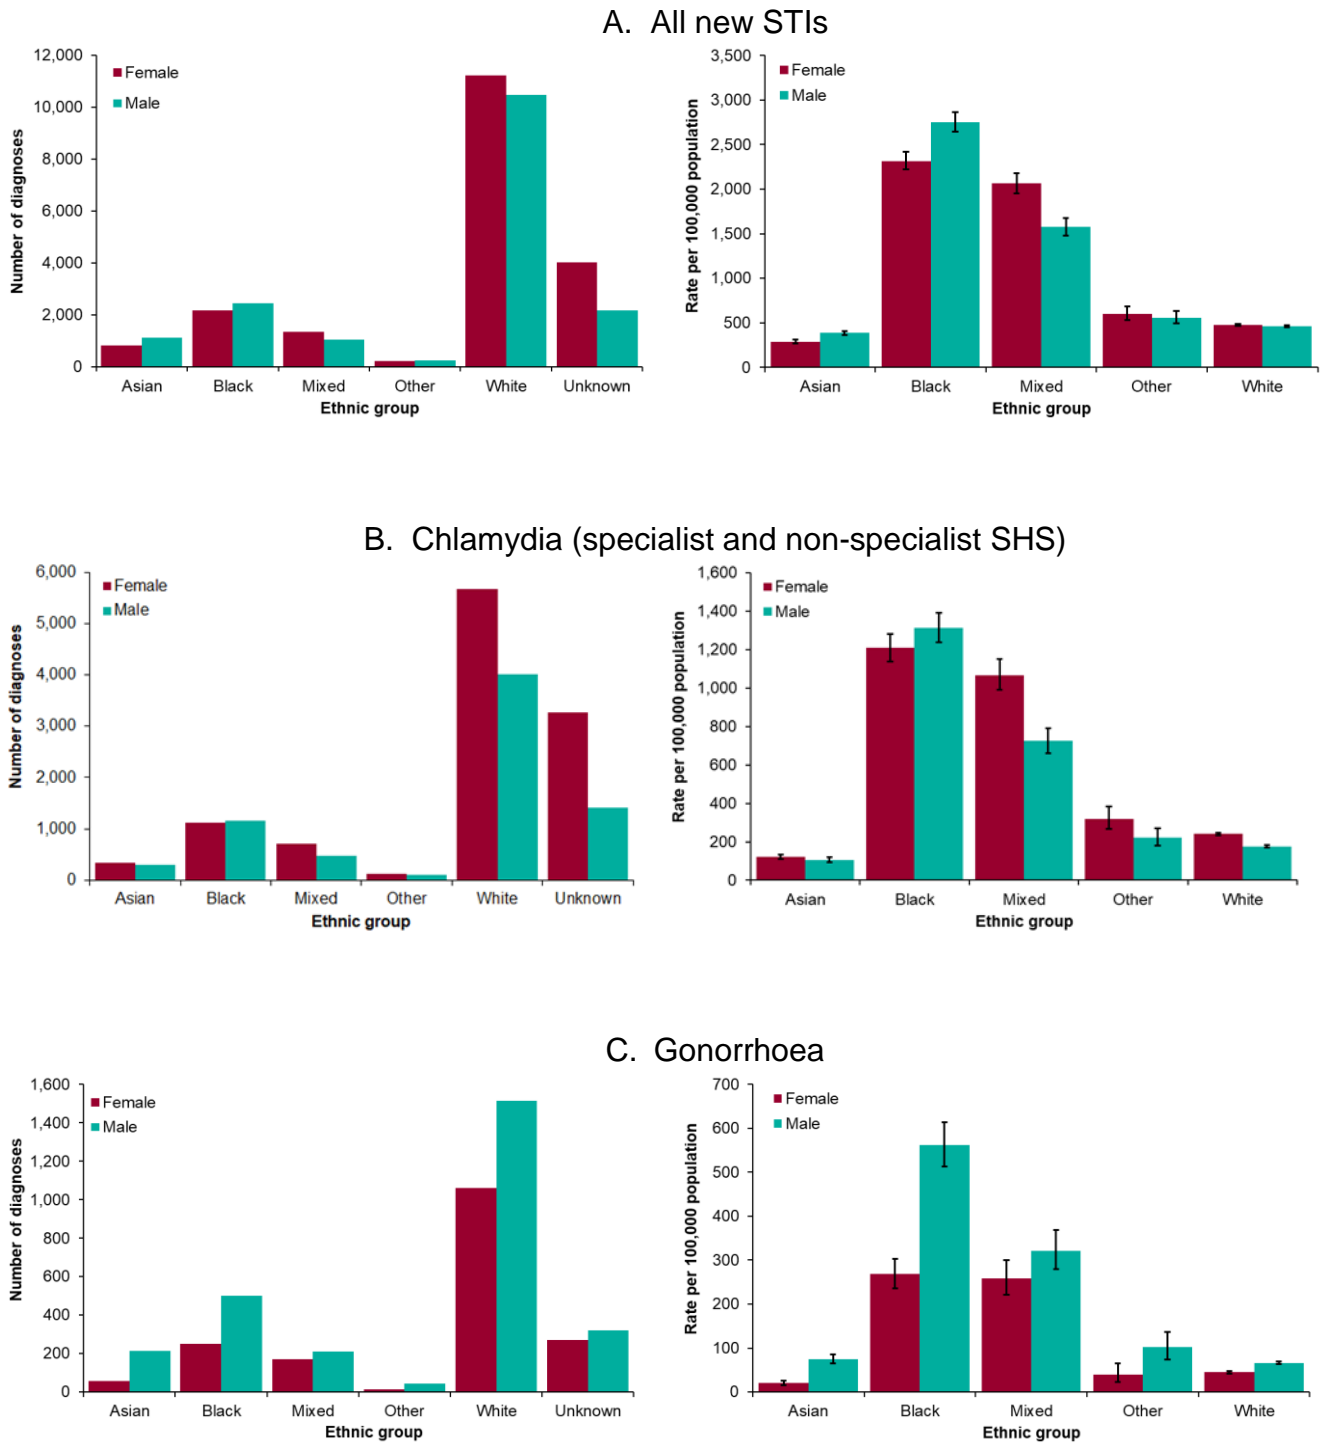 A. All new STIs
Number of diagnoses
12,000
10,000
8,000
6,000
4,000
2,000
0
Female
Male
Asian Black Mixed Other White Unknown
Ethnic group
Rate per 100,000 population
3,500
3,000
2,500
2,000
1,500
1,000
500
0
Female
Male
Asian Black Mixed Other White
Ethnic group
B. Chlamydia (specialist and non-specialist SHS)
Number of diagnoses
6,000
5,000
4,000
3,000
2,000
1,000
0
Female
Male
Asian Black Mixed Other White Unknown
Ethnic group
Rate per 100,000 population
1,600
1,400
1,200
1,000
800
600
400
200
0
Female
Male
Asian Black Mixed Other White
Ethnic group
C. Gonorrhoea
Number of diagnoses
1,600
1,400
1,200
1,000
800
600
400
200
0
Female
Male
Asian Black Mixed Other White Unknown
Ethnic group
Rate per 100,000 population
700
600
500
400
300
200
100
0
Female
Male
Asian Black Mixed Other White
Ethnic group